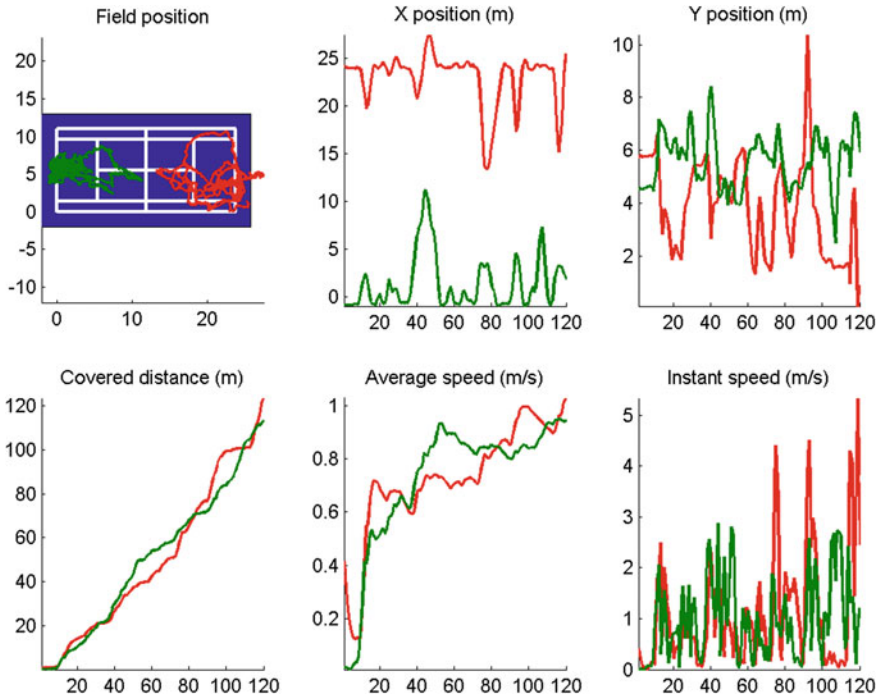 Field position
20
15
10
5
0
-5
-10
0 10 20
X position (m)
25
20
15
10
5
0
20 40 60 80 100 120
Y position (m)
10
8
6
4
2
20 40 60 80 100 120
Covered distance (m)
120
100
80
60
40
20
20 40 60 80 100 120
Average speed (m/s)
1
0.8
0.6
0.4
0.2
20 40 60 80 100 120
Instant speed (m/s)
5
4
3
2
1
0
20 40 60 80 100 120